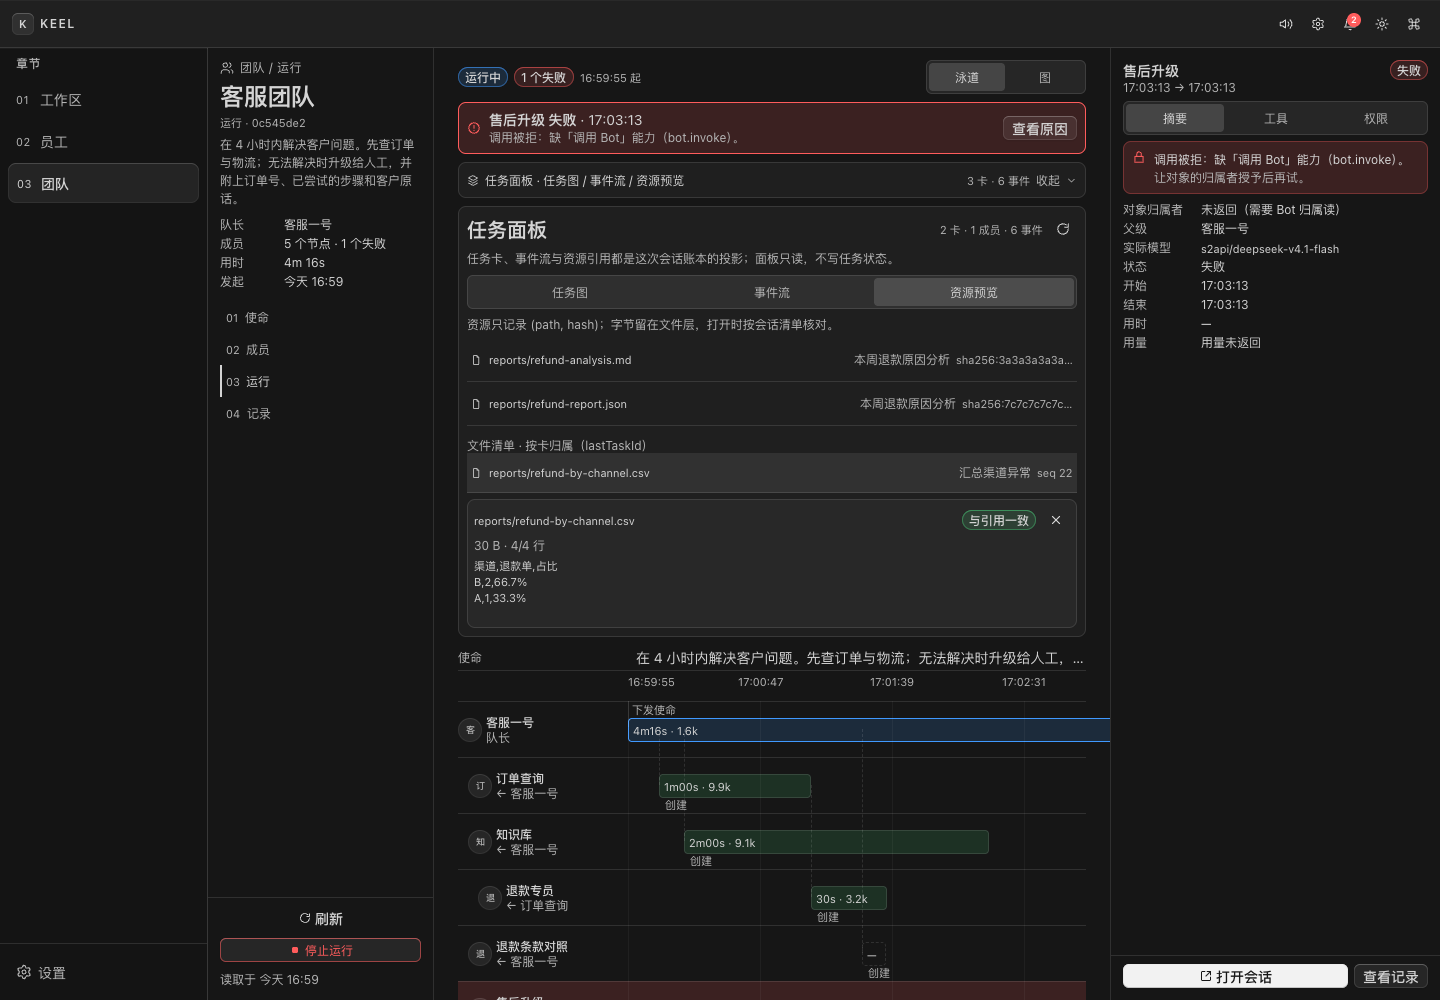 K KEEL
2
章节
01 工作区
02 员工
03 团队
设置
团队 / 运行
客服团队
运行 · 0c545de2
在 4 小时内解决客户问题。先查订单
与物流；无法解决时升级给人工，并
附上订单号、已尝试的步骤和客户原
话。
队长 客服一号
成员 5 个节点 · 1 个失败
用时 4m 16s
发起 今天 16:59
01 使命
02 成员
03 运行
04 记录
刷新
停止运行
读取于 今天 16:59
运行中 1 个失败 16:59:55 起
泳道 图
售后升级 失败 · 17:03:13
调用被拒：缺「调用 Bot」能力（bot.invoke）。
查看原因
任务面板 · 任务图 / 事件流 / 资源预览
3 卡 · 6 事件 收起
任务面板
2 卡 · 1 成员 · 6 事件
任务卡、事件流与资源引用都是这次会话账本的投影；面板只读，不写任务状态。
任务图 事件流 资源预览
资源只记录 (path, hash)；字节留在文件层，打开时按会话清单核对。
reports/refund-analysis.md 本周退款原因分析 sha256:3a3a3a3a3a…
reports/refund-report.json 本周退款原因分析 sha256:7c7c7c7c7c…
文件清单 · 按卡归属（lastTaskId）
reports/refund-by-channel.csv 汇总渠道异常 seq 22
reports/refund-by-channel.csv 与引用一致
30 B · 4/4 行
渠道,退款单,占比
B,2,66.7%
A,1,33.3%
使命 在 4 小时内解决客户问题。先查订单与物流；无法解决时升级给人工，…
16:59:55 17:00:47 17:01:39 17:02:31
下发使命
客 客服一号
队长
4m16s · 1.6k
订 订单查询
← 客服一号
1m00s · 9.9k
创建
知 知识库
← 客服一号
2m00s · 9.1k
创建
退 退款专员
← 订单查询
30s · 3.2k
创建
退 退款条款对照
← 客服一号
—
创建
售后升级
售后升级 失败
17:03:13 → 17:03:13
摘要 工具 权限
调用被拒：缺「调用 Bot」能力（bot.invoke）。
让对象的归属者授予后再试。
对象归属者 未返回（需要 Bot 归属读）
父级 客服一号
实际模型 s2api/deepseek-v4.1-flash
状态 失败
开始 17:03:13
结束 17:03:13
用时 —
用量 用量未返回
打开会话 查看记录